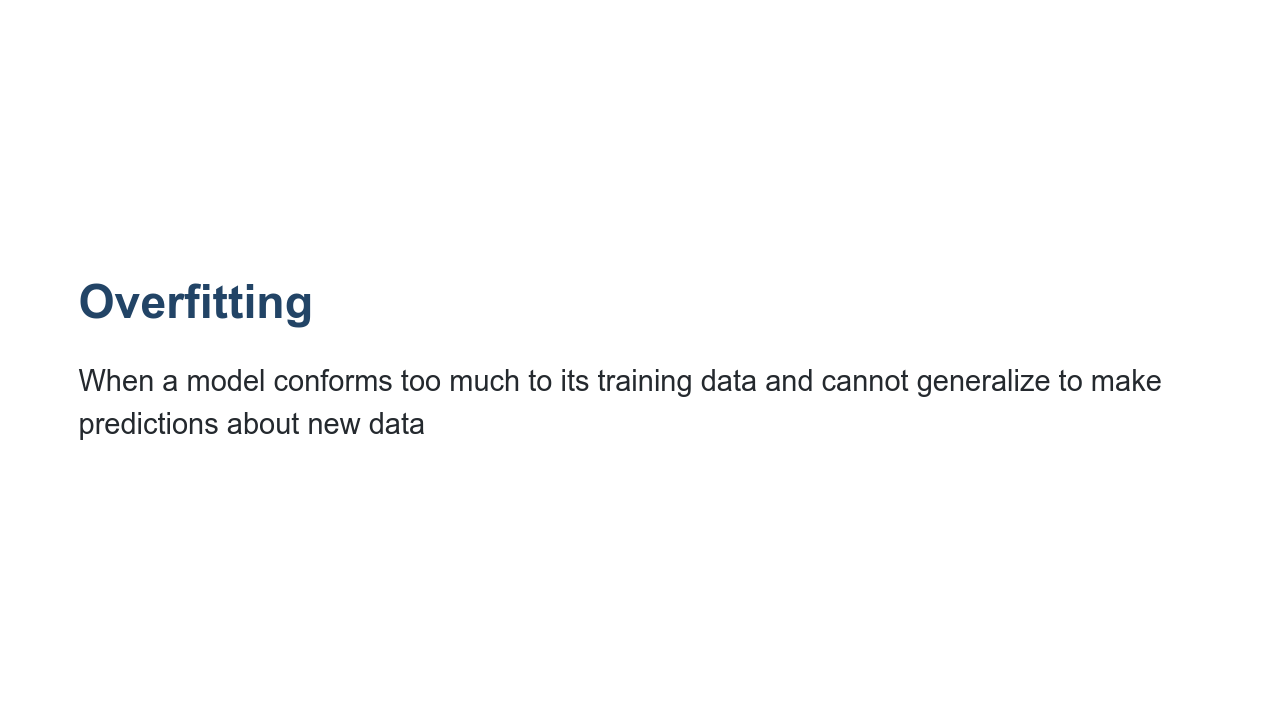 Overfitting
When a model conforms too much to its training data and cannot generalize to make
predictions about new data